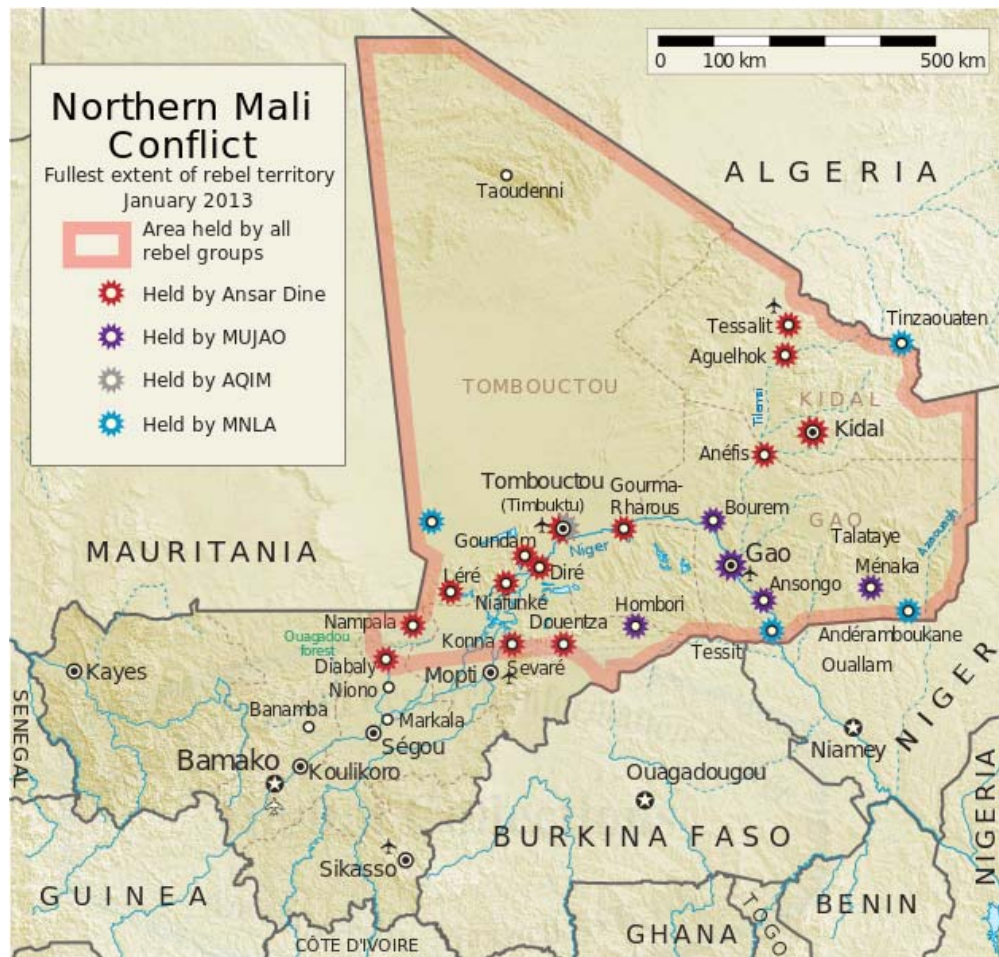 Northern Mali
Conflict
Fullest extent of rebel territory
January 2013
Area held by all
rebel groups
Held by Ansar Dine
Held by MUJAO
Held by AQIM
Held by MNLA
0 100 km 500 km
ALGERIA
Taoudenni
Tessalit
Tinzaouaten
Aguelhok
TOMBOUCTOU
KIDAL
Tilemsi
Kidal
Anéfis
Tombouctou
(Timbuktu)
Gourma-
Rharous
Bourem
GAO
Talataye
Azaouagh
MAURITANIA
Goundam
Niger
Gao
Diré
Léré
Niafunké
Ansongo
Ménaka
Nampala
Hombori
Douentza
Konna
Ouagadou
forest
Tessit
Andéramboukane
Diabaly
Mopti
Sevaré
Ouallam
Kayes
Niono
SENEGAL
Banamba
Markala
Ségou
NIGER
Niamey
Bamako
Koulikoro
Ouagadougou
BURKINA FASO
Sikasso
NIGERIA
GUINEA
BENIN
CÔTE D'IVOIRE
GHANA
TOGO